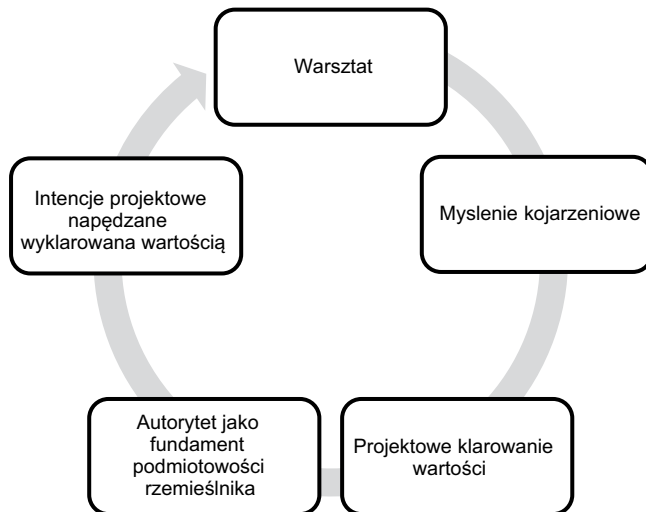 Warsztat
Myslenie kojarzeniowe
Projektowe klarowanie
wartości
Autorytet jako
fundament
podmiotowości
rzemieślnika
Intencje projektowe
napędzane
wyklarowana wartością